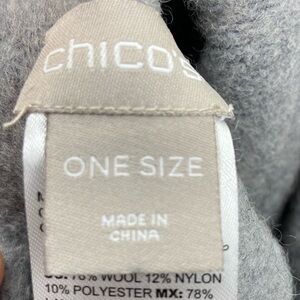 chico's
ONE SIZE
MADE IN
CHINA
78% WOOL 12% NYLON
10% POLYESTER MX: 78%